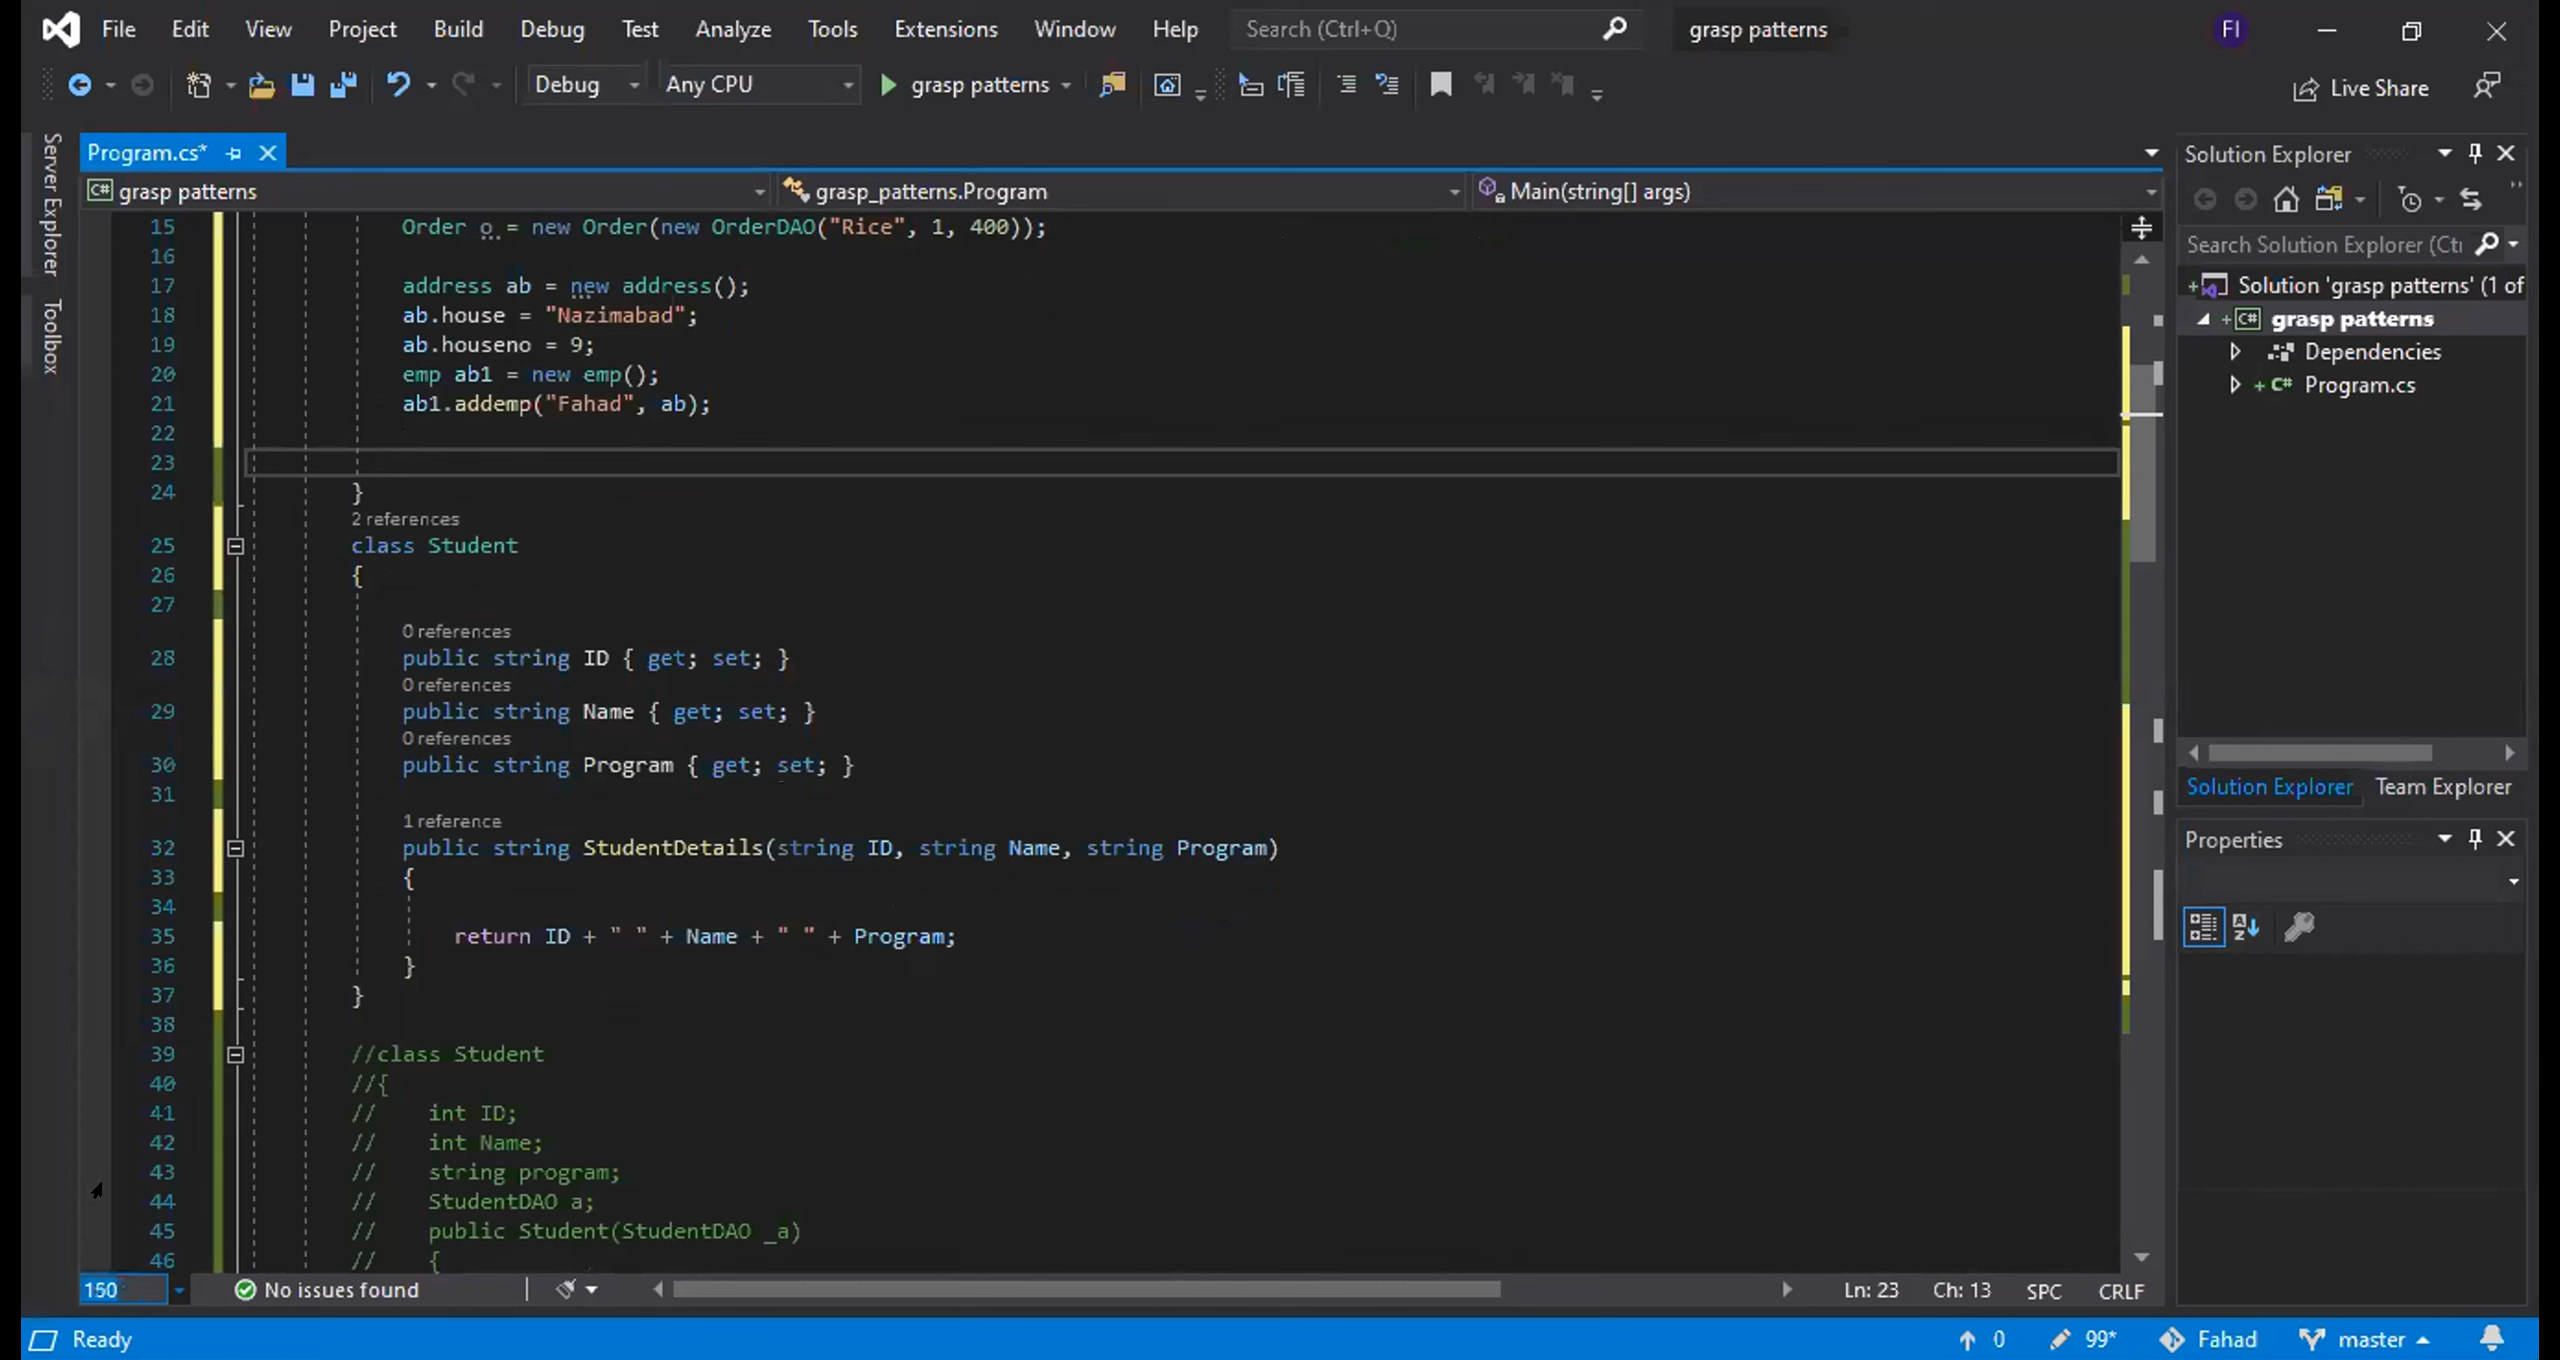 File Edit View Project Build Debug Test Analyze Tools Extensions Window Help Search (Ctrl+Q) grasp patterns FI
Debug Any CPU grasp patterns Live Share
Server Explorer
Toolbox
Program.cs*
C# grasp patterns grasp_patterns.Program Main(string[] args)
15 Order o = new Order(new OrderDAO("Rice", 1, 400));
16
17 address ab = new address();
18 ab.house = "Nazimabad";
19 ab.houseno = 9;
20 emp ab1 = new emp();
21 ab1.addemp("Fahad", ab);
22
23
24 }
2 references
25 class Student
26 {
27
0 references
28 public string ID { get; set; }
0 references
29 public string Name { get; set; }
0 references
30 public string Program { get; set; }
31
1 reference
32 public string StudentDetails(string ID, string Name, string Program)
33 {
34
35 return ID + " " + Name + " " + Program;
36 }
37 }
38
39 //class Student
40 //{
41 // int ID;
42 // int Name;
43 // string program;
44 // StudentDAO a;
45 // public Student(StudentDAO _a)
46 // {
150 No issues found Ln: 23 Ch: 13 SPC CRLF
Solution Explorer
Search Solution Explorer (Ct
Solution 'grasp patterns' (1 of
C# grasp patterns
Dependencies
C# Program.cs
Solution Explorer Team Explorer
Properties
Ready 0 99* Fahad master